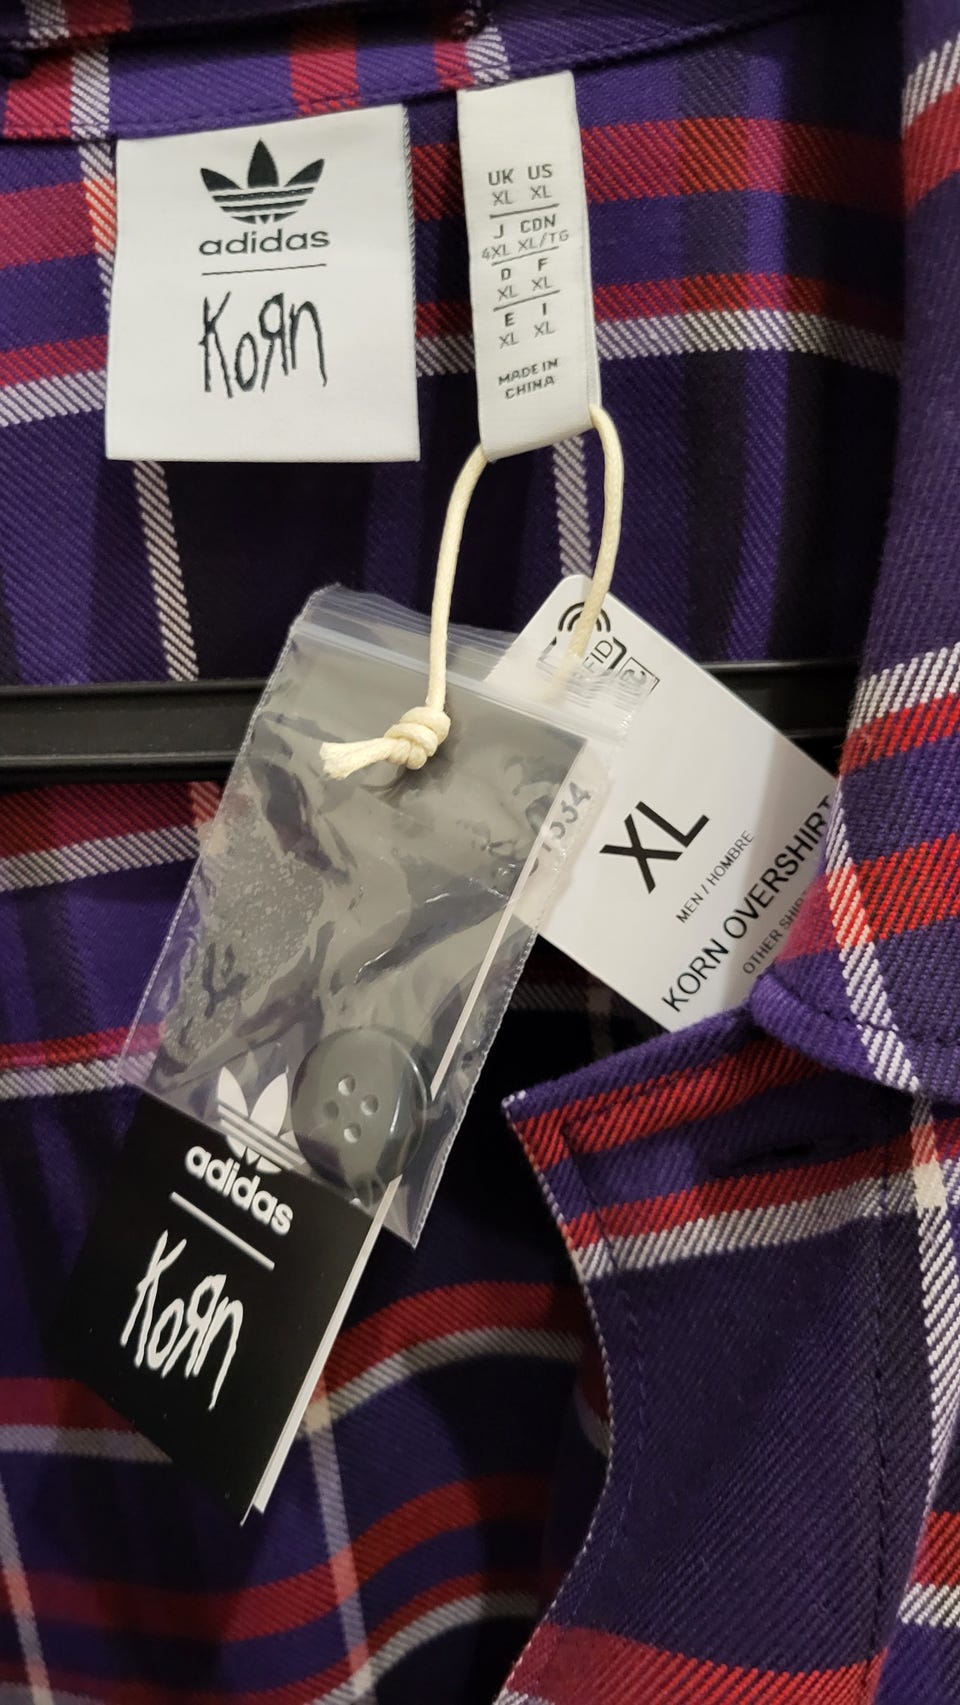 adidas
KoЯn
UK US
XL XL
J CDN
4XL XL/TG
D F
XL XL
E I
XL XL
MADE IN
CHINA
XL
MEN / HOMBRE
KORN OVERSHIRT
OTHER
adidas
KoЯn